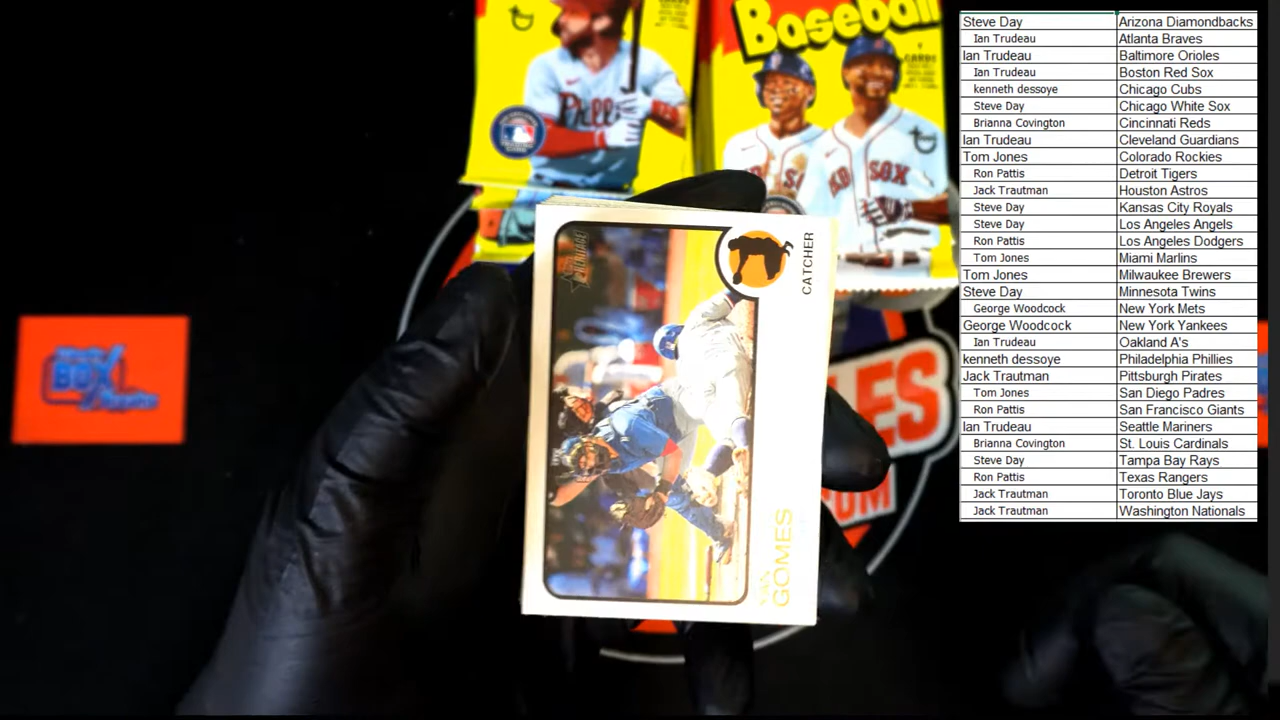 Baseball
Phill
SOX
HERITAGE
CATCHER
YAN
GOMES
BOX
LES
OM
Steve Day Arizona Diamondbacks
Ian Trudeau Atlanta Braves
Ian Trudeau Baltimore Orioles
Ian Trudeau Boston Red Sox
kenneth dessoye Chicago Cubs
Steve Day Chicago White Sox
Brianna Covington Cincinnati Reds
Ian Trudeau Cleveland Guardians
Tom Jones Colorado Rockies
Ron Pattis Detroit Tigers
Jack Trautman Houston Astros
Steve Day Kansas City Royals
Steve Day Los Angeles Angels
Ron Pattis Los Angeles Dodgers
Tom Jones Miami Marlins
Tom Jones Milwaukee Brewers
Steve Day Minnesota Twins
George Woodcock New York Mets
George Woodcock New York Yankees
Ian Trudeau Oakland A's
kenneth dessoye Philadelphia Phillies
Jack Trautman Pittsburgh Pirates
Tom Jones San Diego Padres
Ron Pattis San Francisco Giants
Ian Trudeau Seattle Mariners
Brianna Covington St. Louis Cardinals
Steve Day Tampa Bay Rays
Ron Pattis Texas Rangers
Jack Trautman Toronto Blue Jays
Jack Trautman Washington Nationals